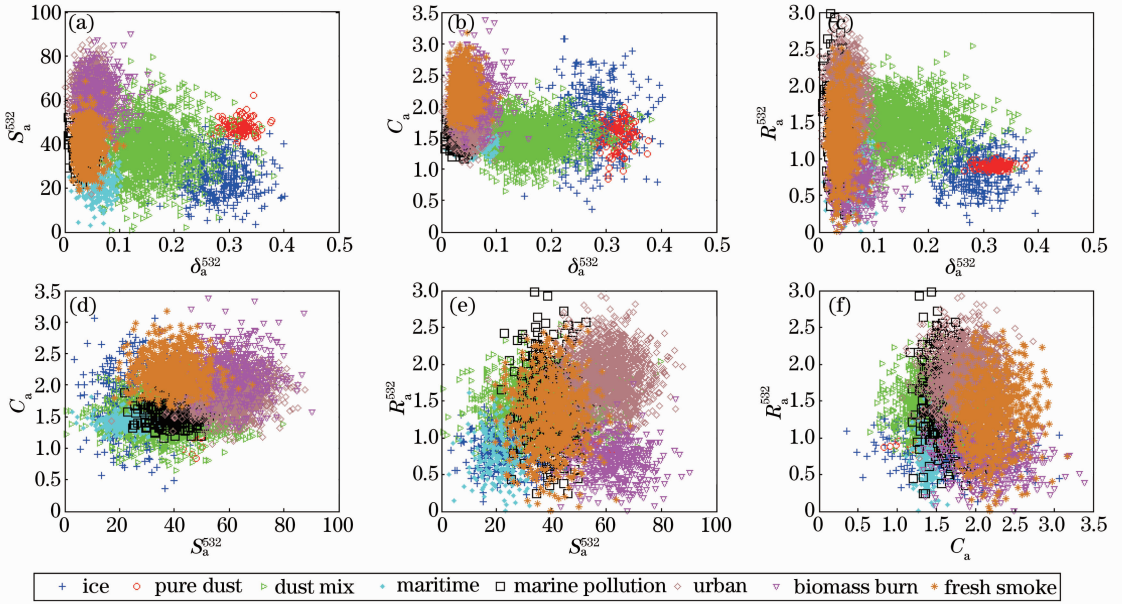 (a)
100
80
60
40
20
0
0 0.1 0.2 0.3 0.4 0.5
S_a^532
δ_a^532
(b)
3.5
3.0
2.5
2.0
1.5
1.0
0.5
0
0 0.1 0.2 0.3 0.4 0.5
C_a
δ_a^532
(c)
3.0
2.5
2.0
1.5
1.0
0.5
0
0 0.1 0.2 0.3 0.4 0.5
R_a^532
δ_a^532
(d)
3.5
3.0
2.5
2.0
1.5
1.0
0.5
0
0 20 40 60 80 100
C_a
S_a^532
(e)
3.0
2.5
2.0
1.5
1.0
0.5
0
0 20 40 60 80 100
R_a^532
S_a^532
(f)
3.0
2.5
2.0
1.5
1.0
0.5
0
0 0.5 1.0 1.5 2.0 2.5 3.0 3.5
R_a^532
C_a
ice pure dust dust mix maritime marine pollution urban biomass burn fresh smoke